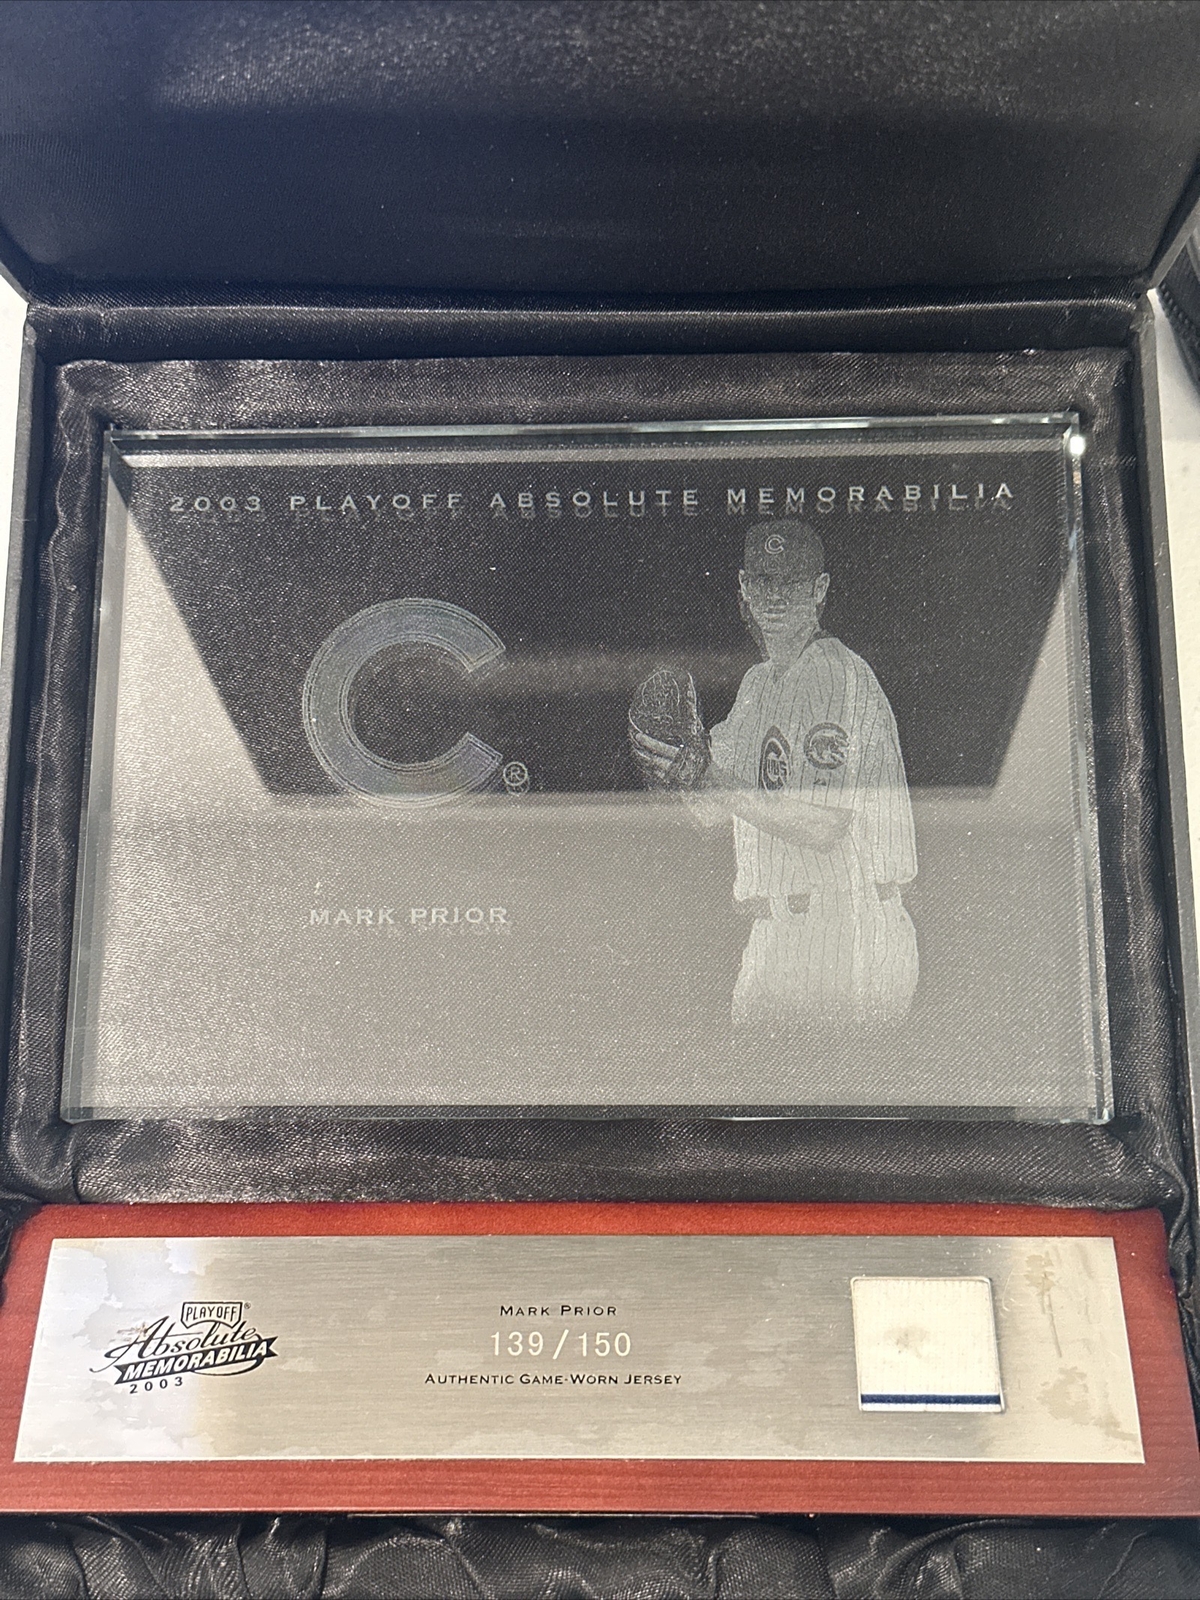 2003 PLAYOFF ABSOLUTE MEMORABILIA
C
C
®
MARK PRIOR
PLAYOFF®
Absolute
MEMORABILIA
2003
MARK PRIOR
139/150
AUTHENTIC GAME-WORN JERSEY